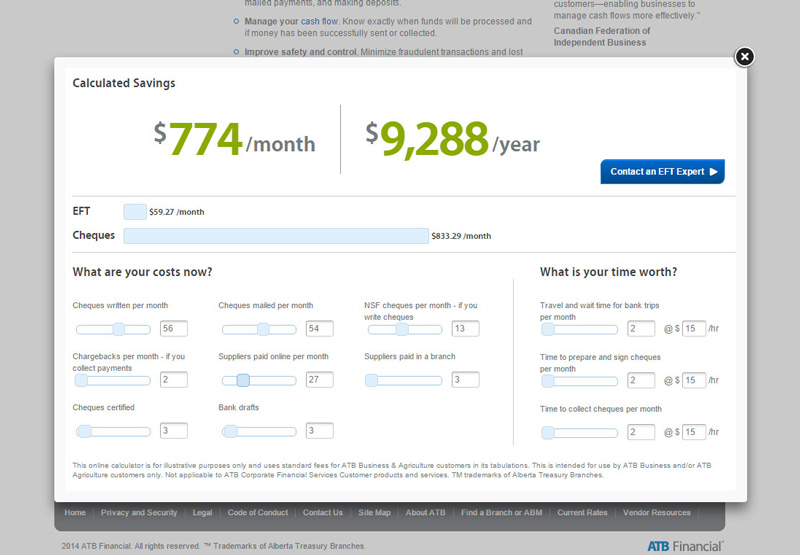 mailed payments, and making deposits.
Manage your cash flow. Know exactly when funds will be processed and
if money has been successfully sent or collected.
Improve safety and control. Minimize fraudulent transactions and lost
customers—enabling businesses to
manage cash flows more effectively."
Canadian Federation of
Independent Business
Calculated Savings
$774/month
$9,288/year
Contact an EFT Expert
EFT
$59.27 /month
Cheques
$833.29 /month
What are your costs now?
Cheques written per month
56
Cheques mailed per month
54
NSF cheques per month - if you
write cheques
13
Chargebacks per month - if you
collect payments
2
Suppliers paid online per month
27
Suppliers paid in a branch
3
Cheques certified
3
Bank drafts
3
What is your time worth?
Travel and wait time for bank trips
per month
2 @ $ 15 /hr
Time to prepare and sign cheques
per month
2 @ $ 15 /hr
Time to collect cheques per month
2 @ $ 15 /hr
This online calculator is for illustrative purposes only and uses standard fees for ATB Business & Agriculture customers in its tabulations. This is intended for use by ATB Business and/or ATB
Agriculture customers only. Not applicable to ATB Corporate Financial Services Customer products and services. TM trademarks of Alberta Treasury Branches.
Home | Privacy and Security | Legal | Code of Conduct | Contact Us | Site Map | About ATB | Find a Branch or ABM | Current Rates | Vendor Resources
2014 ATB Financial. All rights reserved. ™ Trademarks of Alberta Treasury Branches.
ATB Financial™